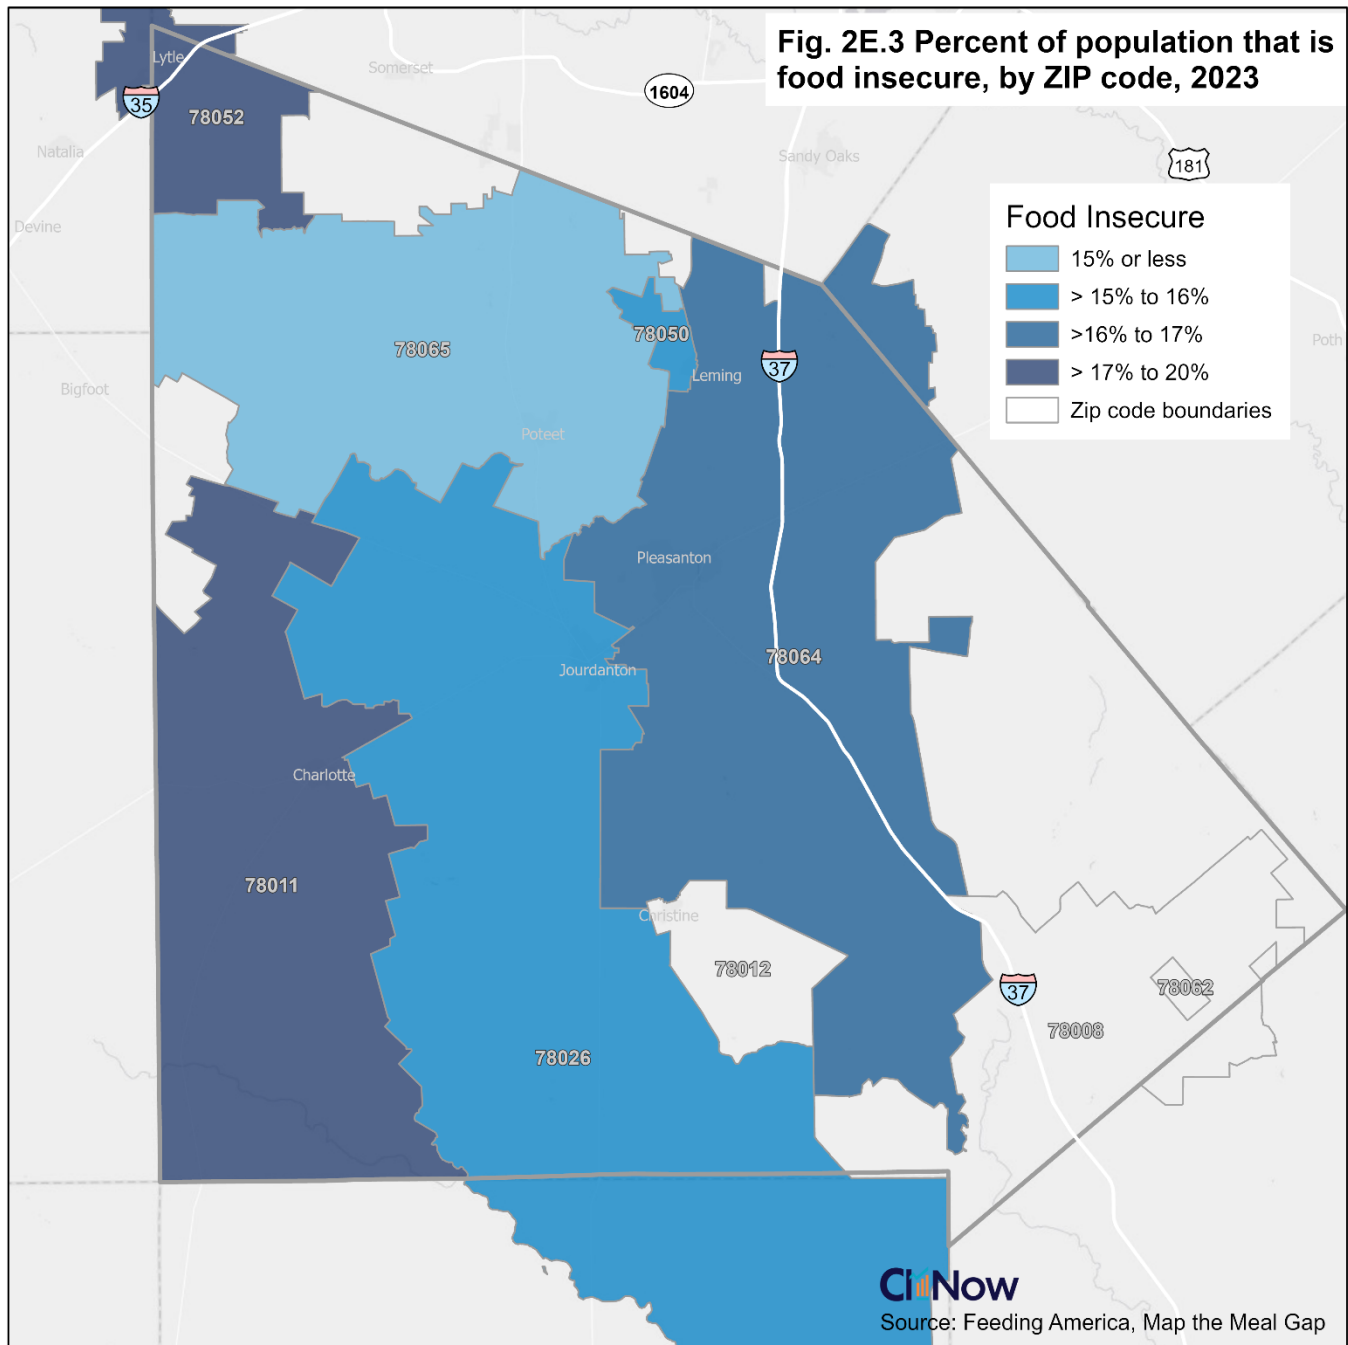 Fig. 2E.3 Percent of population that is
food insecure, by ZIP code, 2023
Lytle
Somerset
1604
35
78052
Natalia
Sandy Oaks
181
Devine
Food Insecure
15% or less
> 15% to 16%
>16% to 17%
> 17% to 20%
Zip code boundaries
78050
78065
Leming
37
Poth
Bigfoot
Poteet
Pleasanton
78064
Jourdanton
Charlotte
78011
Christine
78012
78062
37
78008
78026
CI Now
Source: Feeding America, Map the Meal Gap